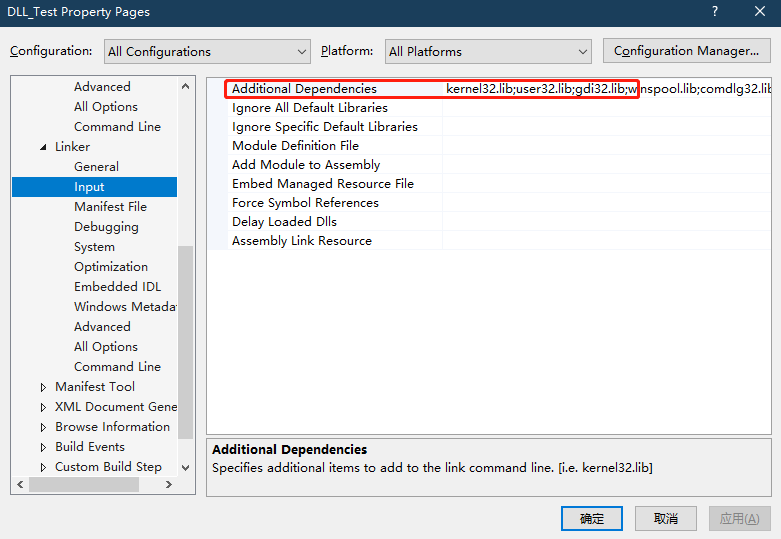 DLL_Test Property Pages
Configuration: All Configurations Platform: All Platforms Configuration Manager...
Advanced
All Options
Command Line
Linker
General
Input
Manifest File
Debugging
System
Optimization
Embedded IDL
Windows Metada
Advanced
All Options
Command Line
Manifest Tool
XML Document Gene
Browse Information
Build Events
Custom Build Step
Additional Dependencies kernel32.lib;user32.lib;gdi32.lib;winspool.lib;comdlg32.lib
Ignore All Default Libraries
Ignore Specific Default Libraries
Module Definition File
Add Module to Assembly
Embed Managed Resource File
Force Symbol References
Delay Loaded Dlls
Assembly Link Resource
Additional Dependencies
Specifies additional items to add to the link command line. [i.e. kernel32.lib]
确定 取消 应用(A)